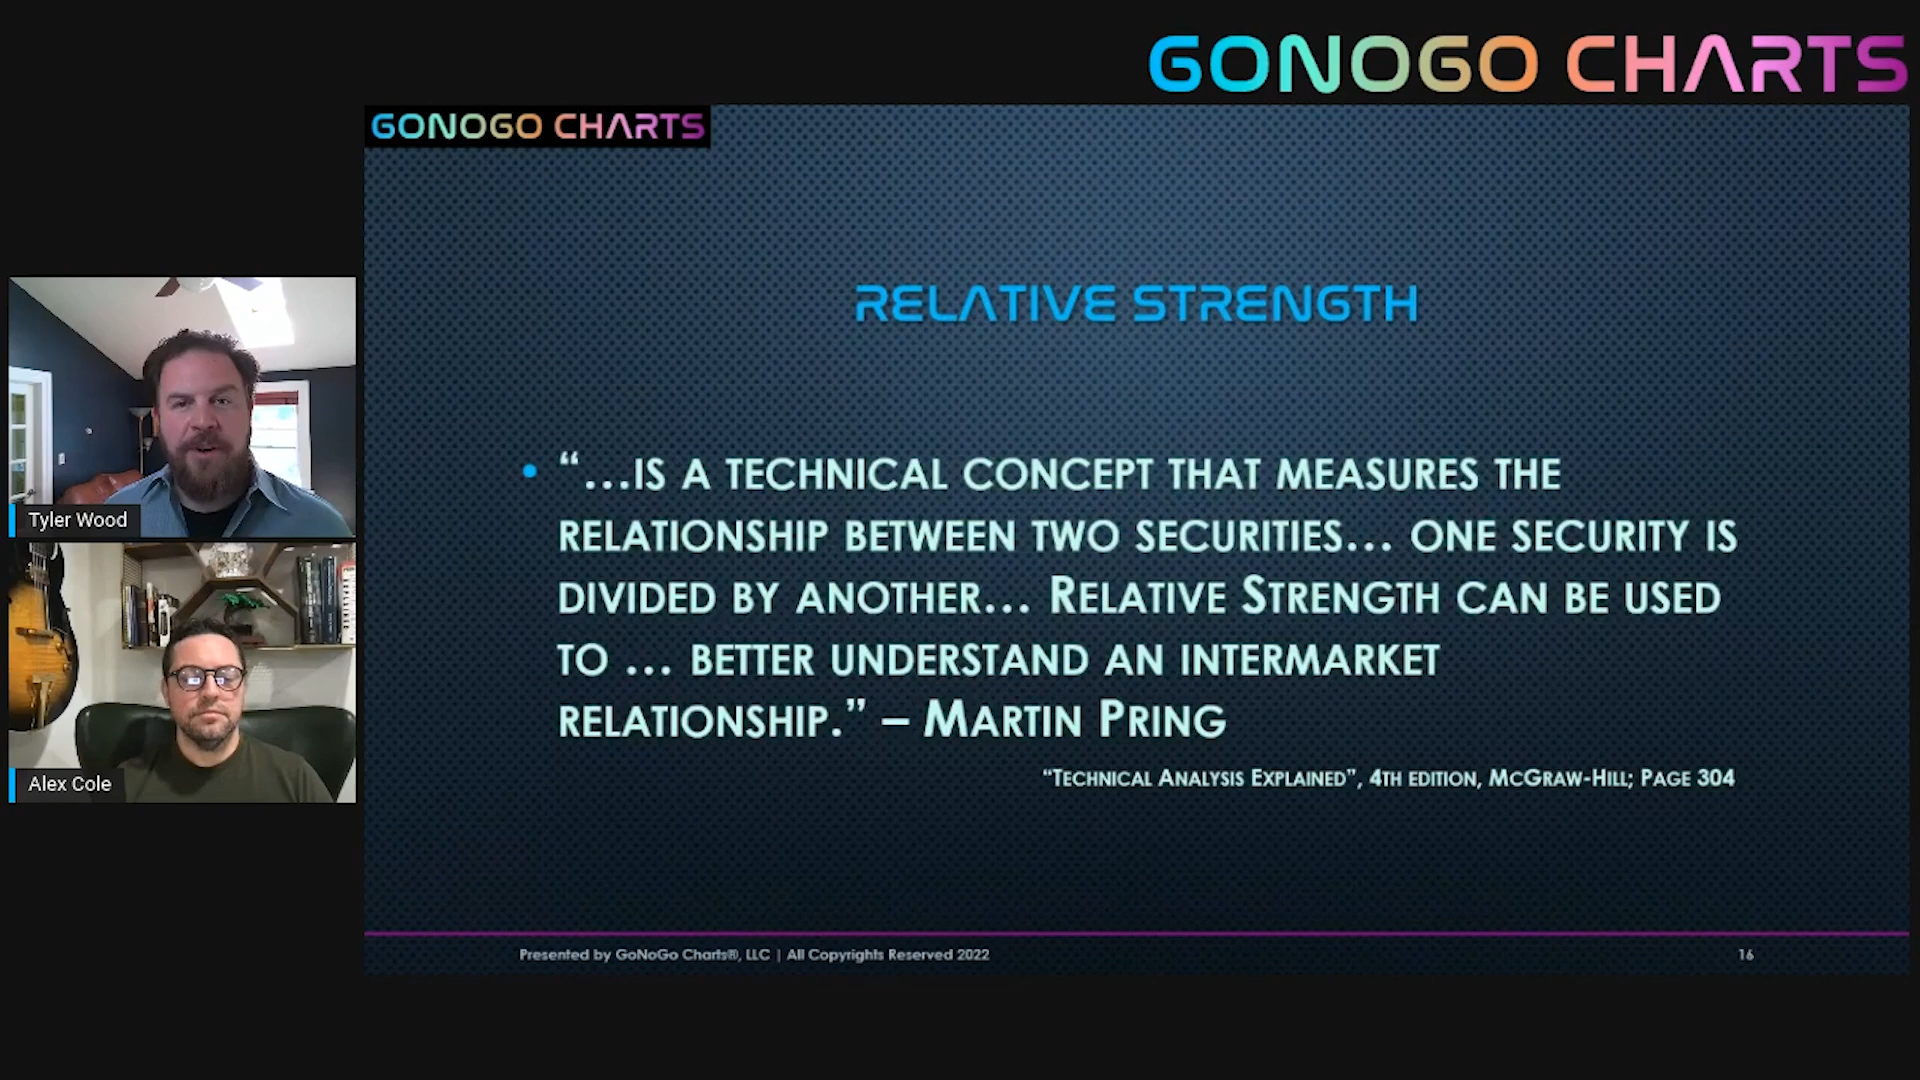 GONOGO CHARTS
GONOGO CHARTS
RELATIVE STRENGTH
• “...IS A TECHNICAL CONCEPT THAT MEASURES THE
RELATIONSHIP BETWEEN TWO SECURITIES... ONE SECURITY IS
DIVIDED BY ANOTHER... RELATIVE STRENGTH CAN BE USED
TO ... BETTER UNDERSTAND AN INTERMARKET
RELATIONSHIP.” – MARTIN PRING
“TECHNICAL ANALYSIS EXPLAINED”, 4TH EDITION, MCGRAW-HILL; PAGE 304
Tyler Wood
Alex Cole
Presented by GoNoGo Charts®, LLC | All Copyrights Reserved 2022
16